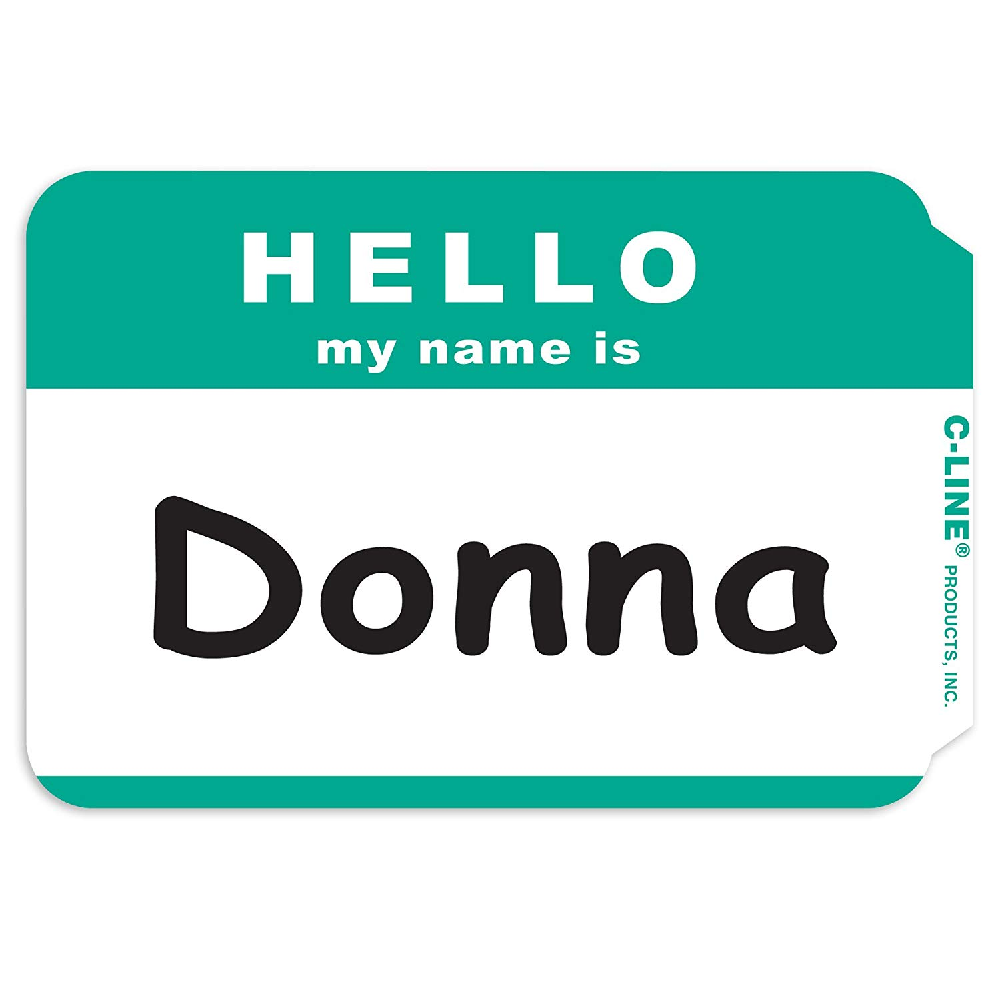 HELLO
my name is
Donna
C-LINE® PRODUCTS, INC.